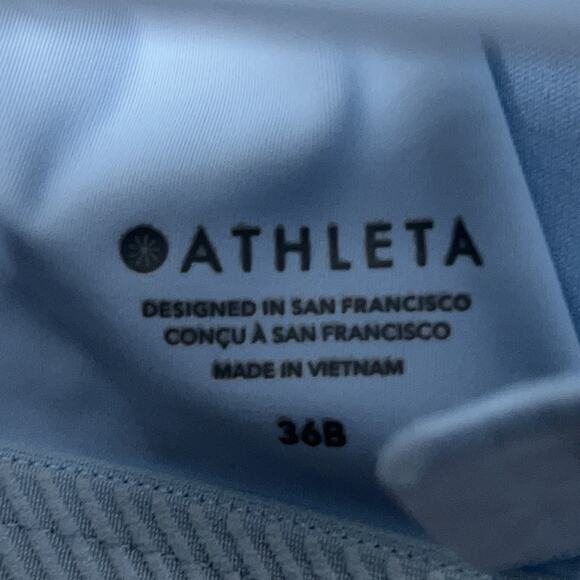 ATHLETA
DESIGNED IN SAN FRANCISCO
CONÇU À SAN FRANCISCO
MADE IN VIETNAM
36B